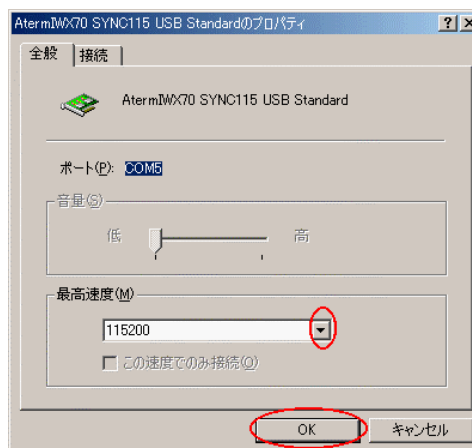 AtermIWX70 SYNC115 USB Standardのプロパティ
全般 接続
AtermIWX70 SYNC115 USB Standard
ポート(P): COM5
音量(S)
低 高
最高速度(M)
115200
この速度でのみ接続(O)
OK キャンセル